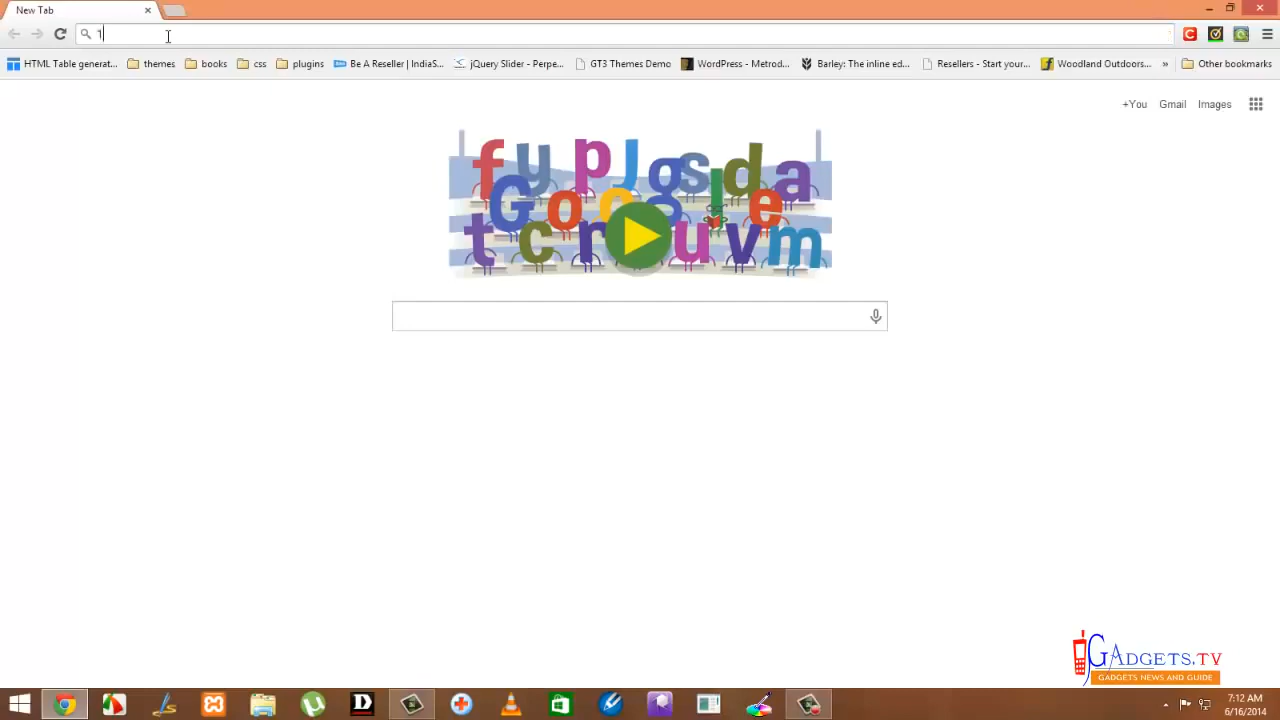 New Tab
1
HTML Table generat... themes books css plugins Be A Reseller | IndiaS... jQuery Slider - Perpe... GT3 Themes Demo WordPress - Metrod... Barley: The inline ed... Resellers - Start your... Woodland Outdoors... » Other bookmarks
+You Gmail Images
f y p j g s d a
G o o g l e
t c r u v m
GADGETS.TV
GADGETS NEWS AND GUIDE
7:12 AM
6/16/2014